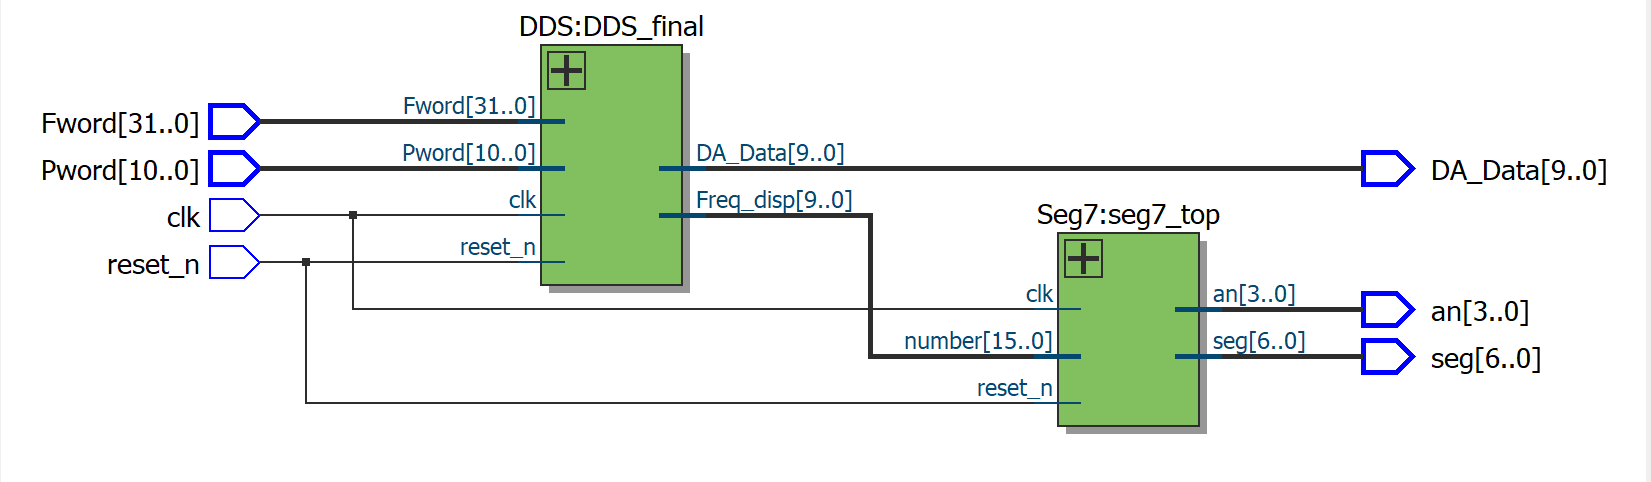 DDS:DDS_final
Fword[31..0]
Fword[31..0]
Pword[10..0]
Pword[10..0]
DA_Data[9..0]
DA_Data[9..0]
clk
clk
Freq_disp[9..0]
Seg7:seg7_top
reset_n
reset_n
clk
an[3..0]
an[3..0]
number[15..0]
seg[6..0]
seg[6..0]
reset_n